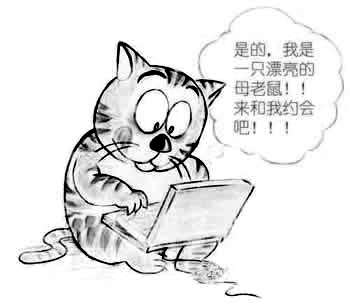 是的，我是
一只漂亮的
母老鼠！！
来和我约会
吧！！！